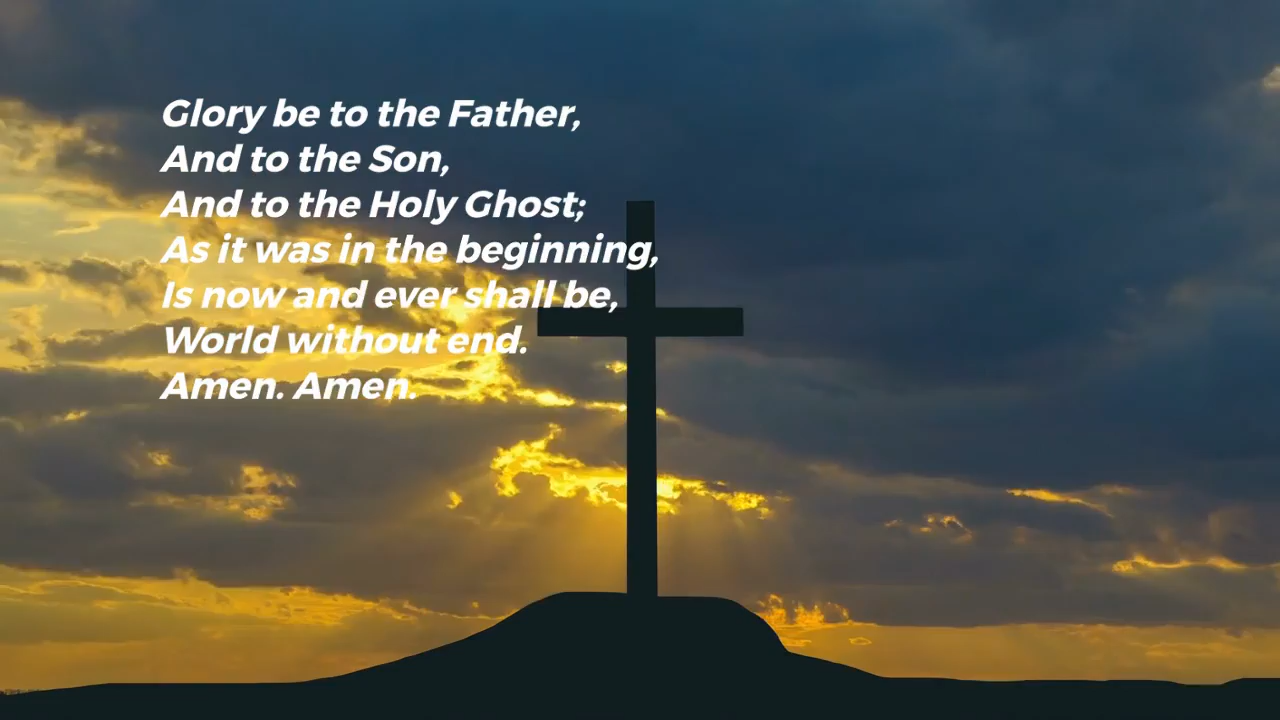 Glory be to the Father,
And to the Son,
And to the Holy Ghost;
As it was in the beginning,
Is now and ever shall be,
World without end.
Amen. Amen.